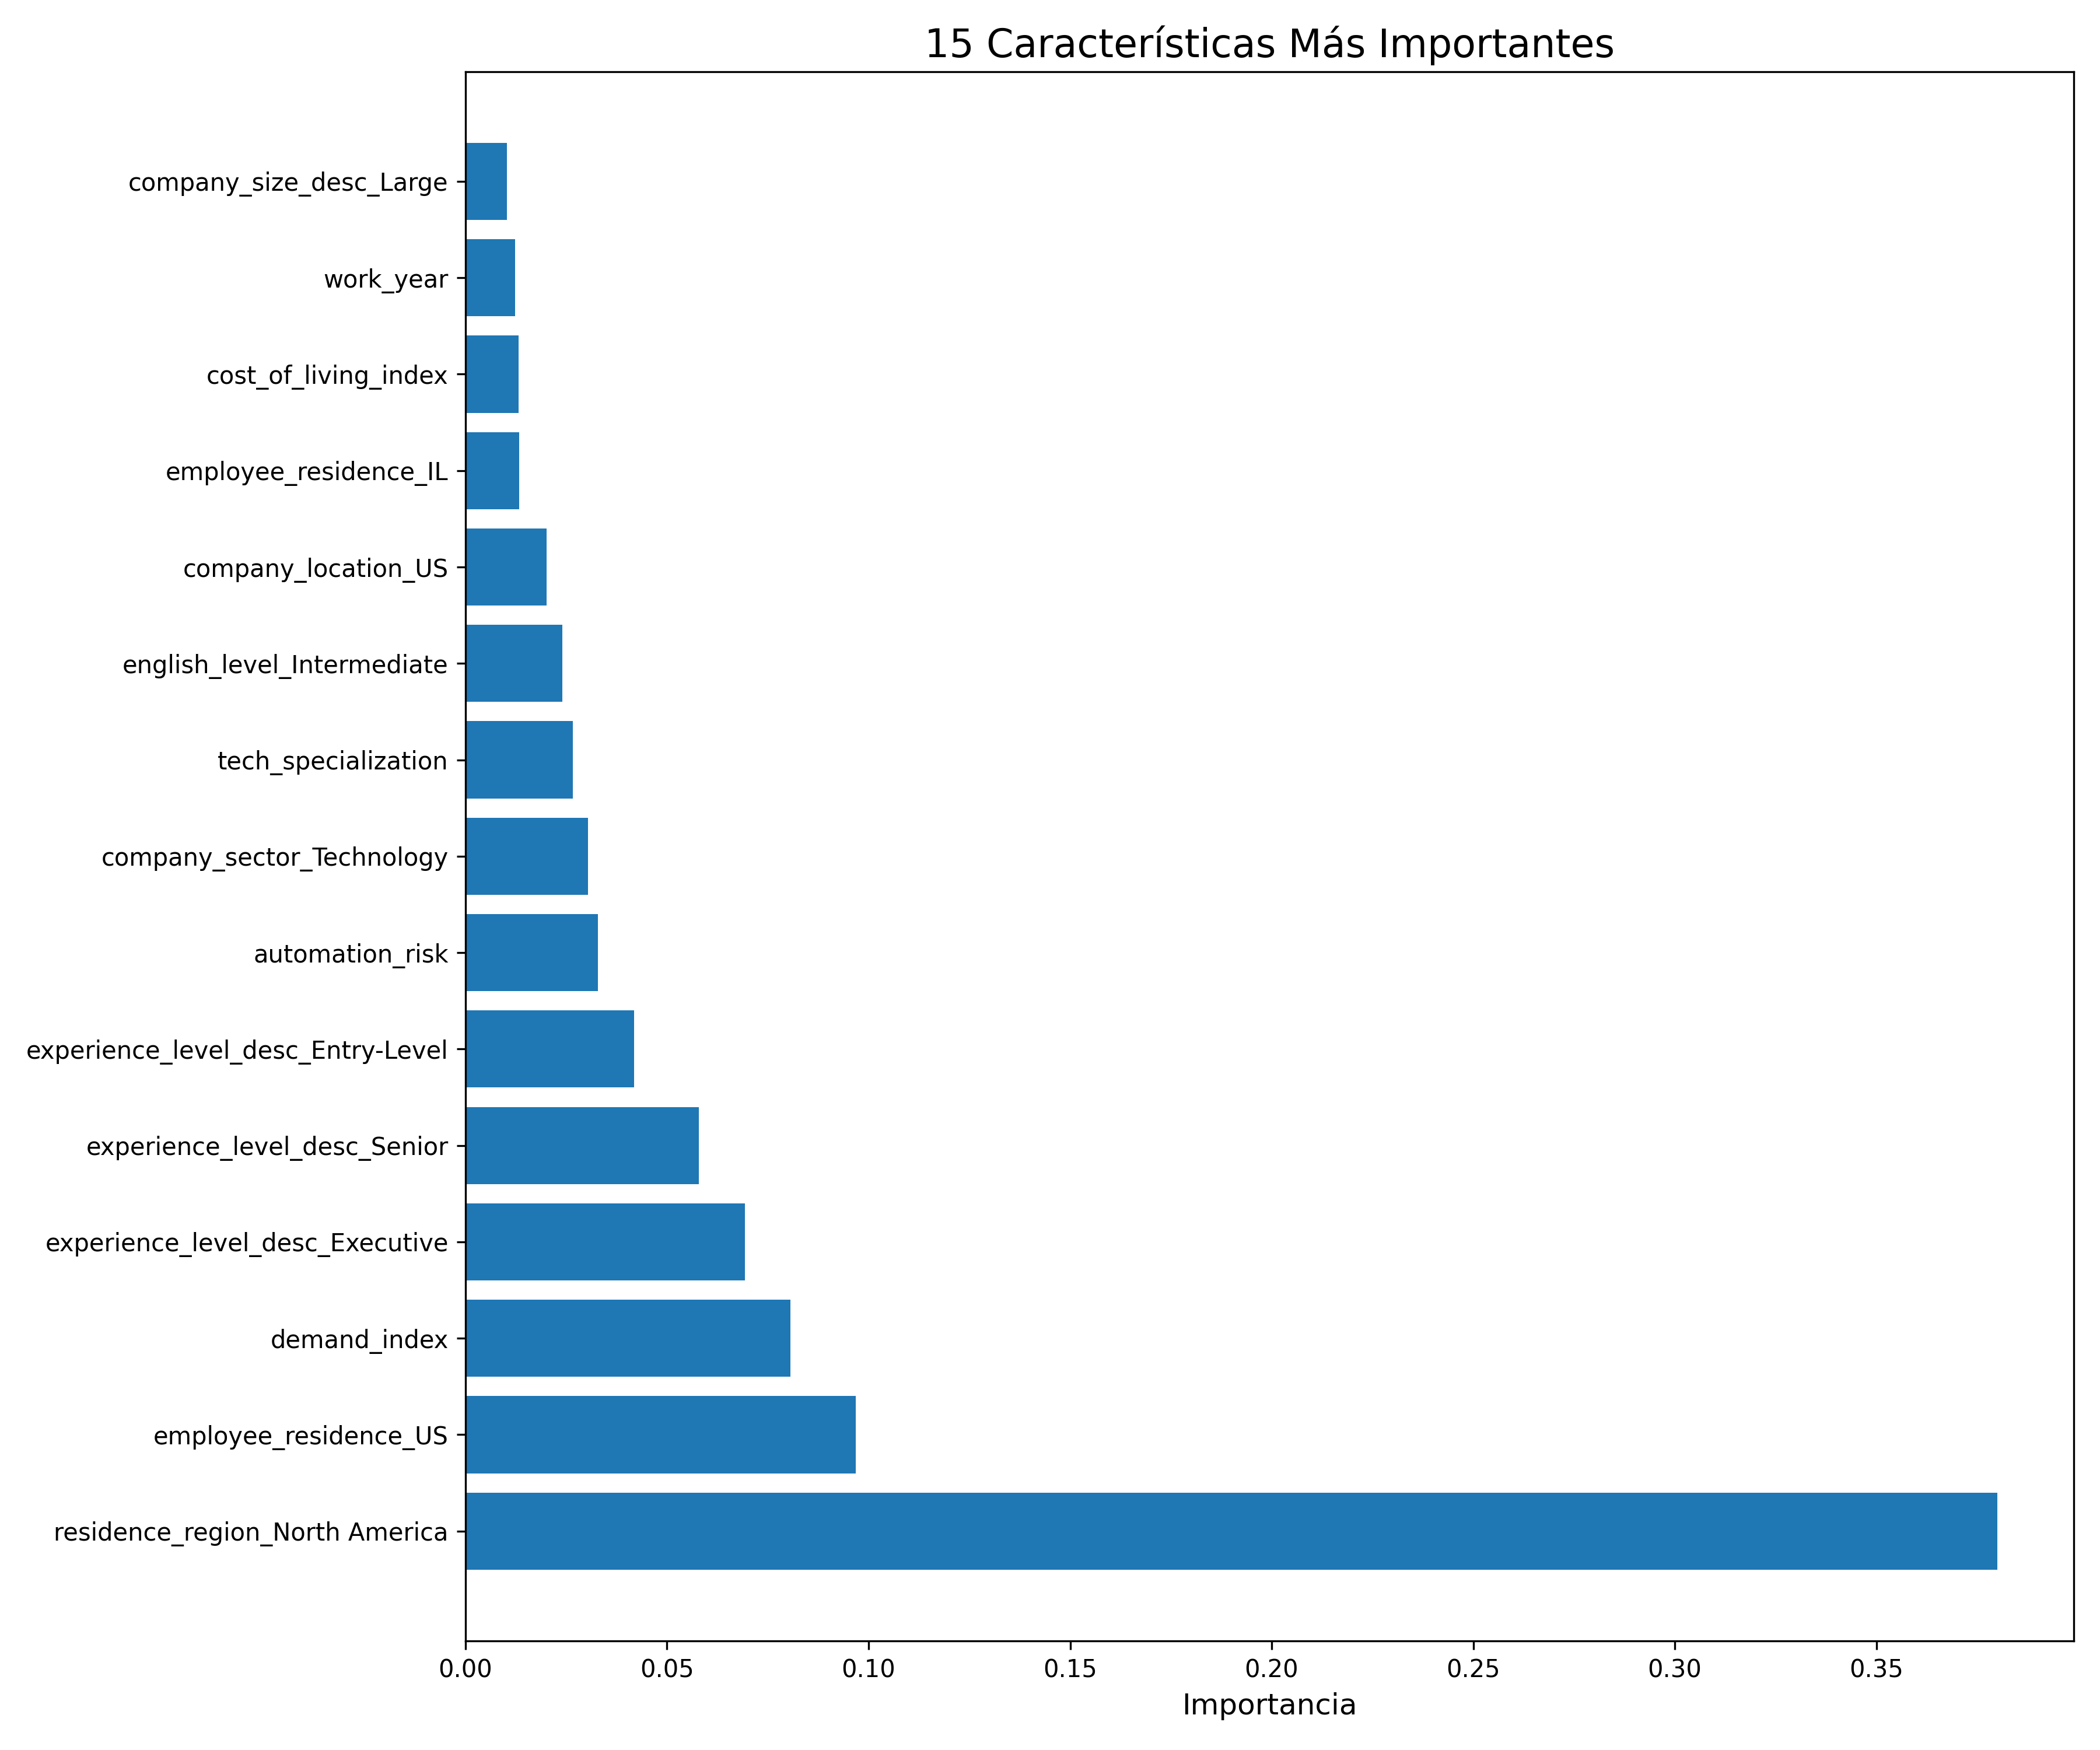 15 Características Más Importantes
company_size_desc_Large
work_year
cost_of_living_index
employee_residence_IL
company_location_US
english_level_Intermediate
tech_specialization
company_sector_Technology
automation_risk
experience_level_desc_Entry-Level
experience_level_desc_Senior
experience_level_desc_Executive
demand_index
employee_residence_US
residence_region_North America
0.00 0.05 0.10 0.15 0.20 0.25 0.30 0.35
Importancia